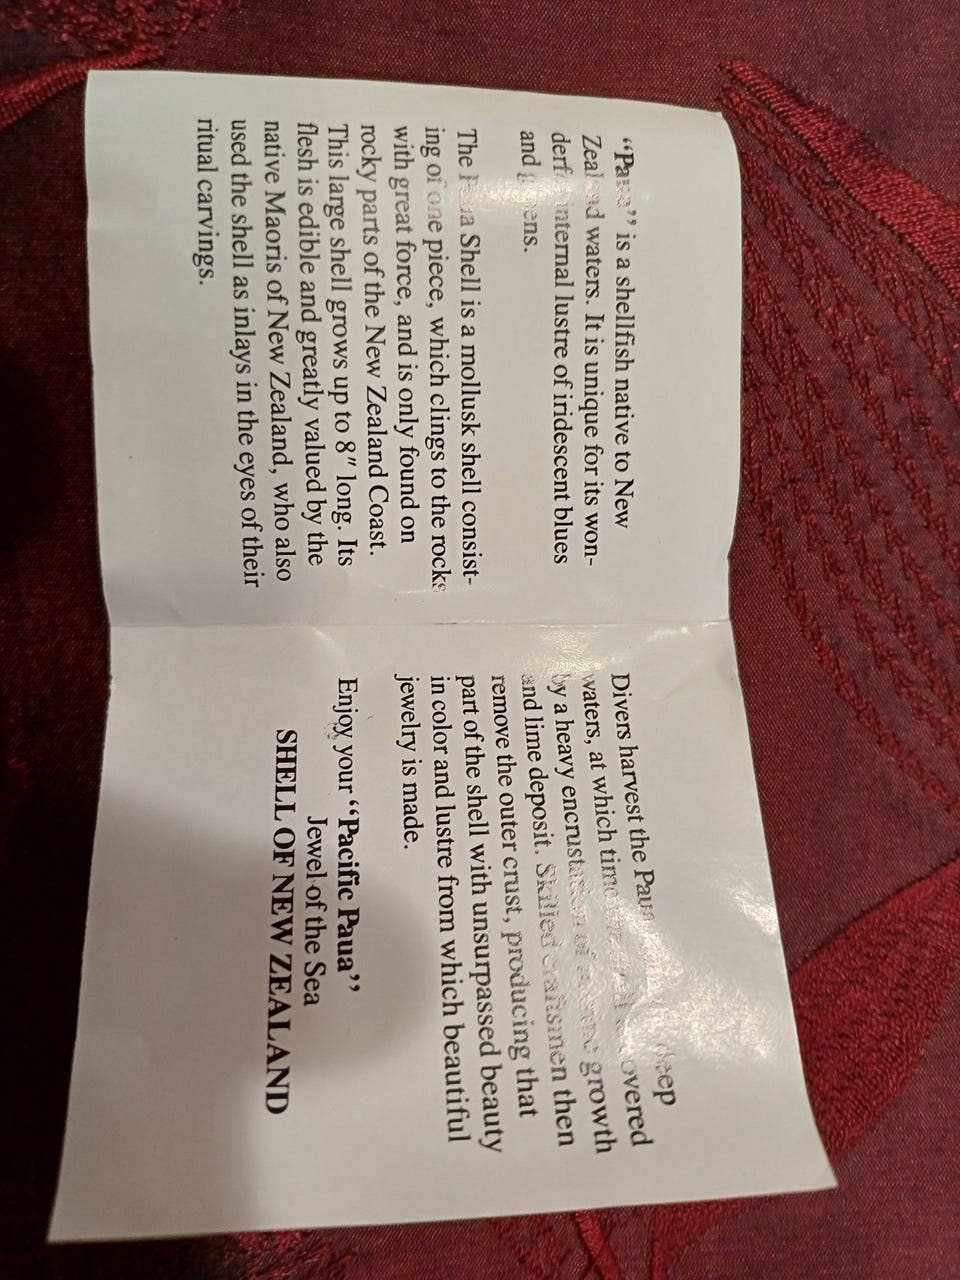 “Paua” is a shellfish native to New
Zealand waters. It is unique for its won-
derful internal lustre of iridescent blues
and greens.
The Paua Shell is a mollusk shell consist-
ing of one piece, which clings to the rocks
with great force, and is only found on
rocky parts of the New Zealand Coast.
This large shell grows up to 8″ long. Its
flesh is edible and greatly valued by the
native Maoris of New Zealand, who also
used the shell as inlays in the eyes of their
ritual carvings.
Divers harvest the Paua deep
waters, at which time covered
by a heavy encrustation of marine growth
and lime deposit. Skilled craftsmen then
remove the outer crust, producing that
part of the shell with unsurpassed beauty
in color and lustre from which beautiful
jewelry is made.
Enjoy your “Pacific Paua”
Jewel of the Sea
SHELL OF NEW ZEALAND